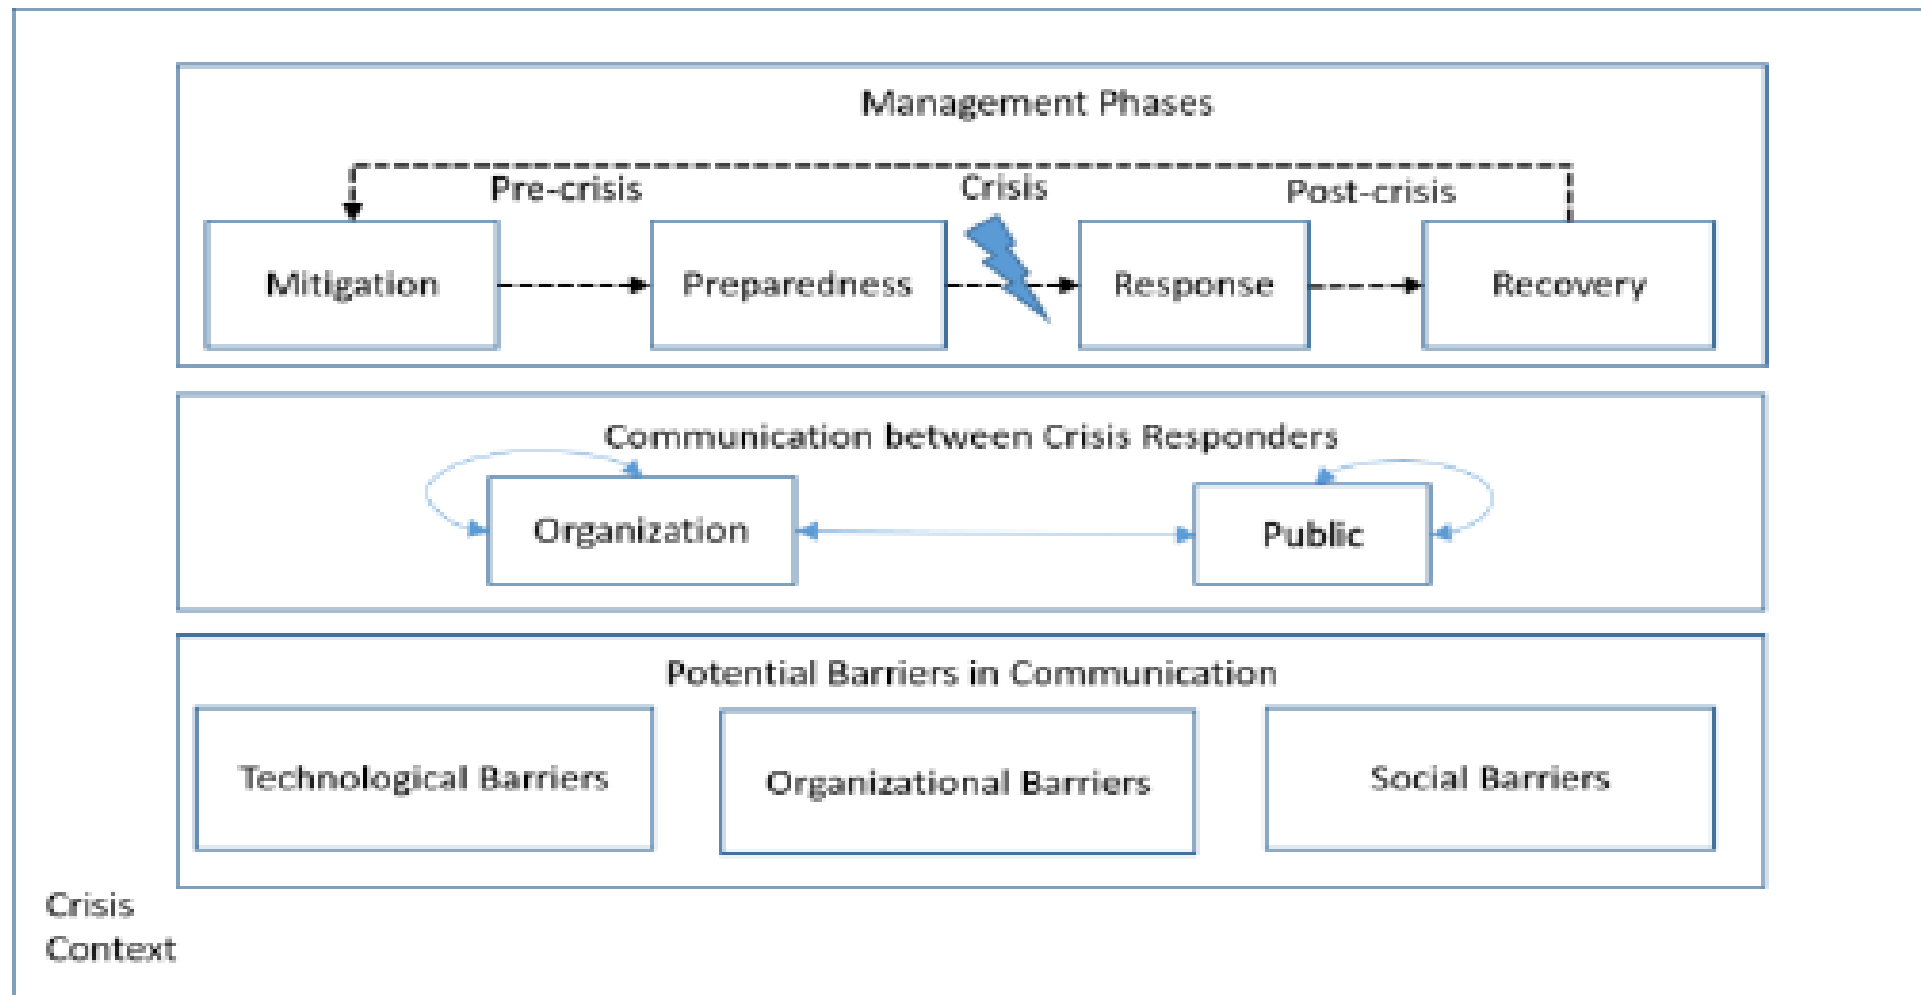 Management Phases
Pre-crisis
Crisis
Post-crisis
Mitigation
Preparedness
Response
Recovery
Communication between Crisis Responders
Organization
Public
Potential Barriers in Communication
Technological Barriers
Organizational Barriers
Social Barriers
Crisis
Context